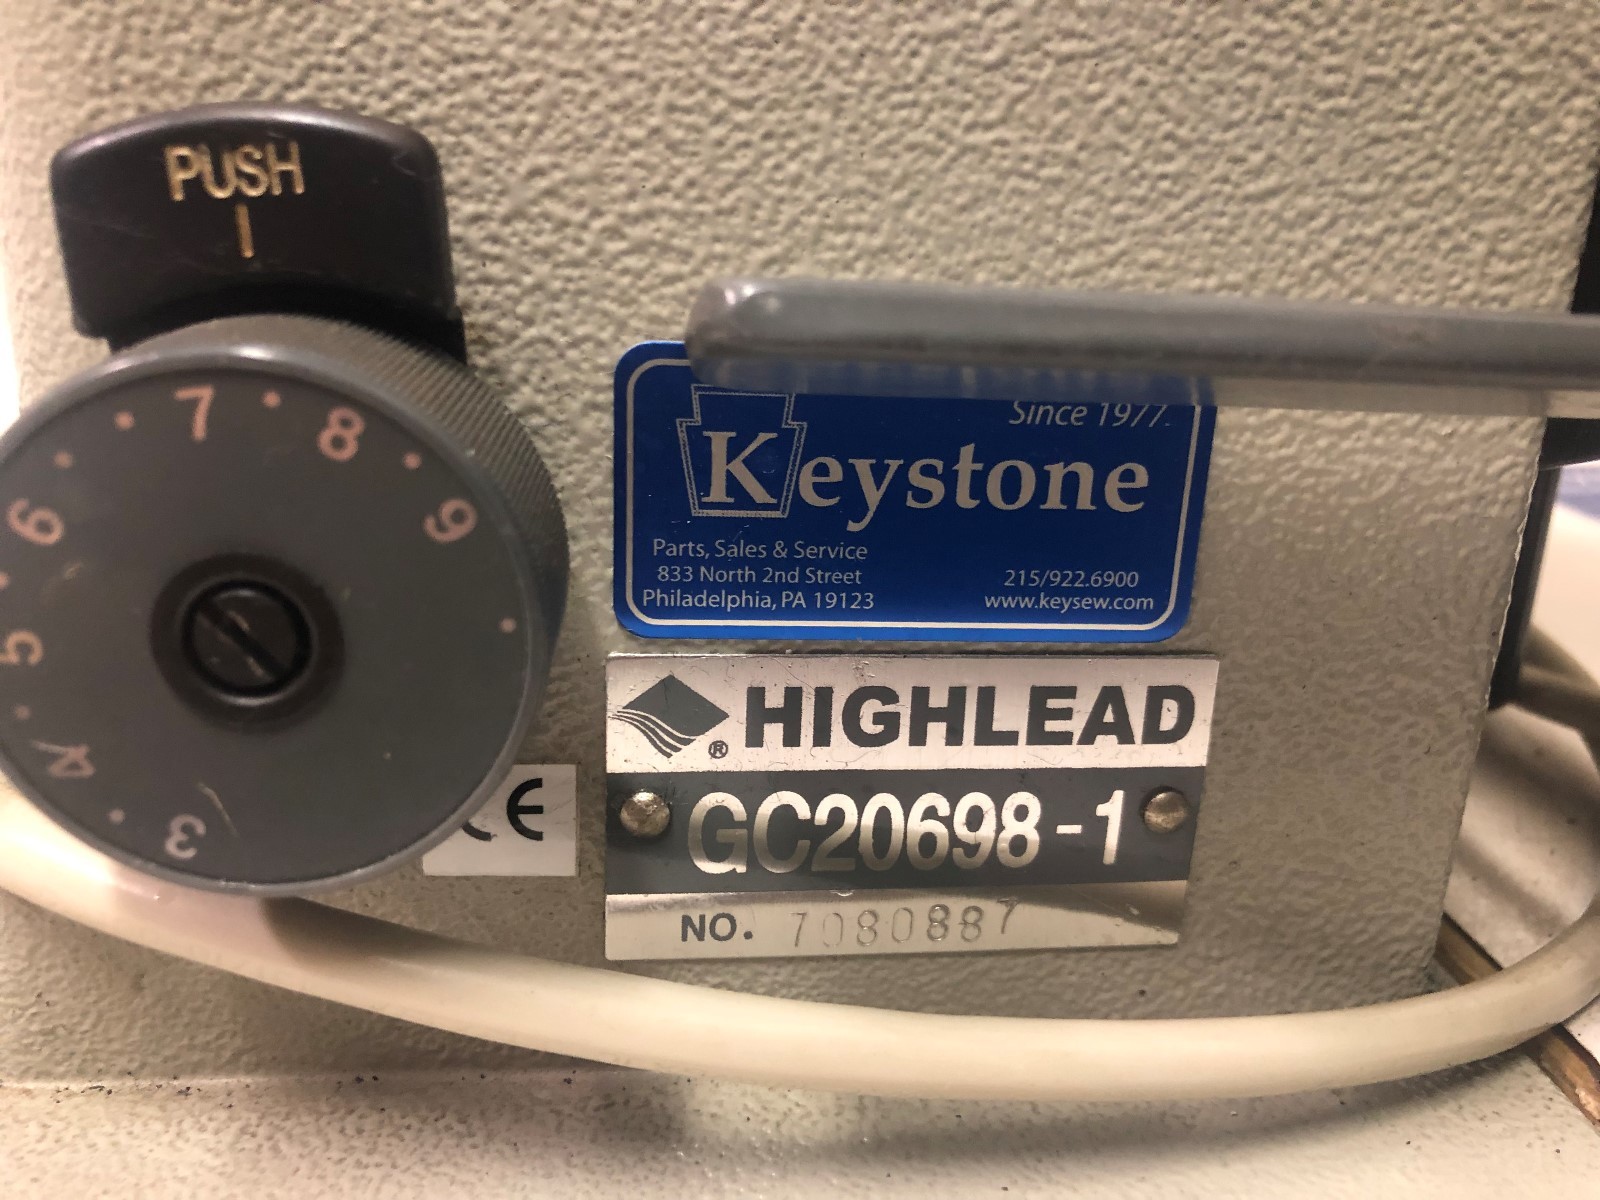 PUSH
7 8 9 6 5 4 3
Since 1977.
Keystone
Parts, Sales & Service
833 North 2nd Street
Philadelphia, PA 19123
215/922.6900
www.keysew.com
® HIGHLEAD
CE
GC20698-1
NO. 7080887